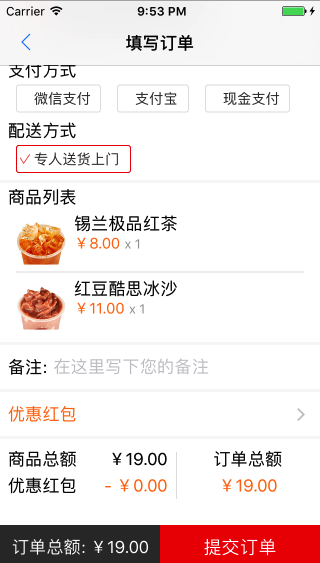 Carrier 9:53 PM
填写订单
支付方式
微信支付 支付宝 现金支付
配送方式
专人送货上门
商品列表
锡兰极品红茶
￥8.00 x 1
红豆酷思冰沙
￥11.00 x 1
备注: 在这里写下您的备注
优惠红包
商品总额 ￥19.00 订单总额
优惠红包 - ￥0.00 ￥19.00
订单总额: ￥19.00 提交订单